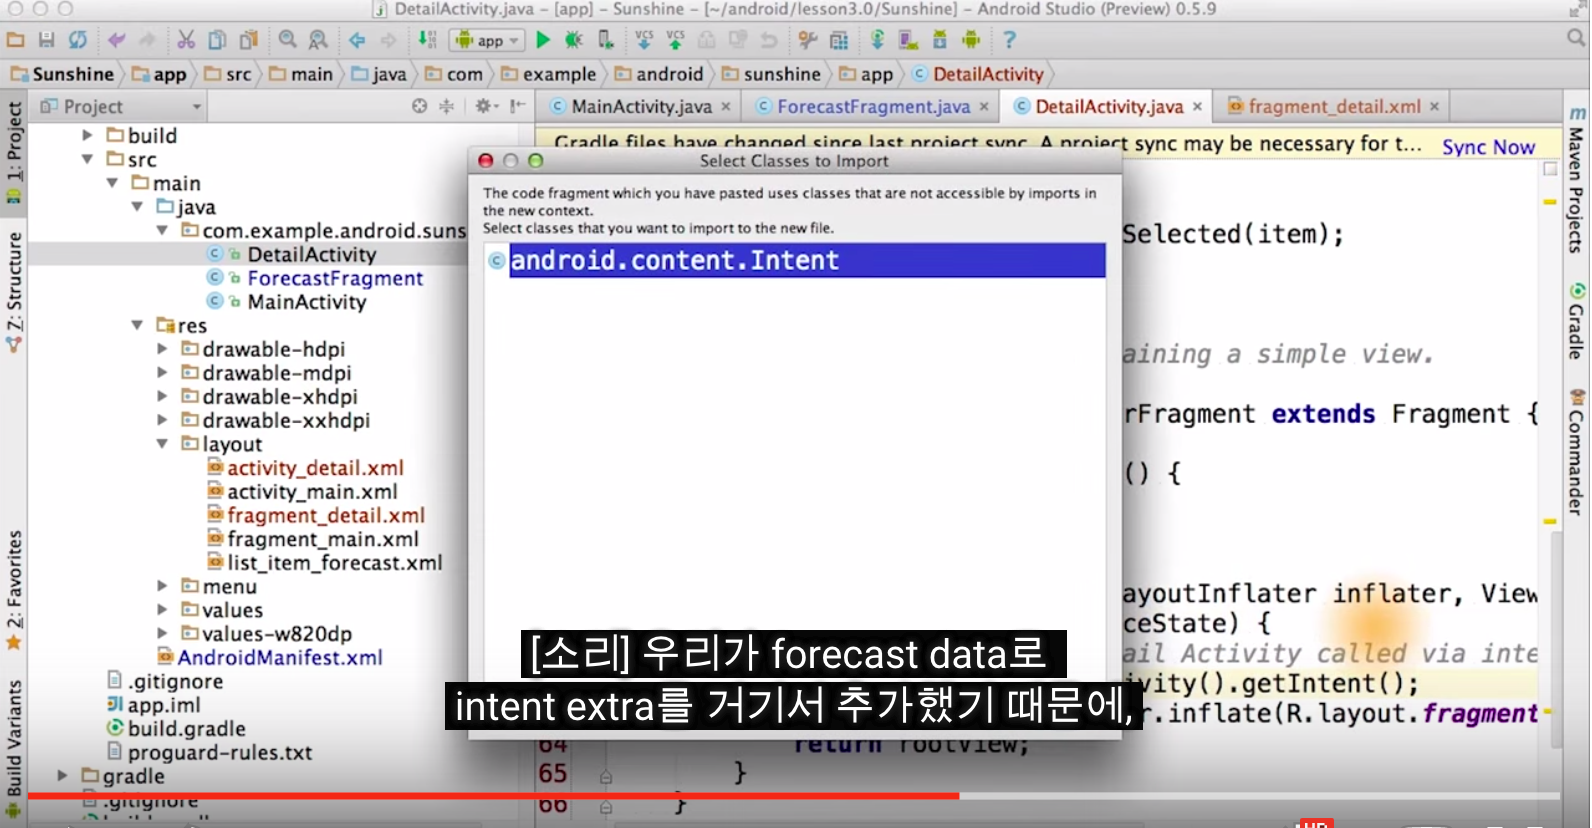 DetailActivity.java - [app] - Sunshine - [~/android/lesson3.0/Sunshine] - Android Studio (Preview) 0.5.9
app
VCS VCS
?
Sunshine app src main java com example android sunshine app DetailActivity
Project
MainActivity.java × ForecastFragment.java × DetailActivity.java × fragment_detail.xml ×
1: Project
7: Structure
2: Favorites
Build Variants
build
src
main
java
com.example.android.suns
DetailActivity
ForecastFragment
MainActivity
res
drawable-hdpi
drawable-mdpi
drawable-xhdpi
drawable-xxhdpi
layout
activity_detail.xml
activity_main.xml
fragment_detail.xml
fragment_main.xml
list_item_forecast.xml
menu
values
values-w820dp
AndroidManifest.xml
.gitignore
app.iml
build.gradle
proguard-rules.txt
gradle
.gitignore
Gradle files have changed since last project sync. A project sync may be necessary for t... Sync Now
Select Classes to Import
The code fragment which you have pasted uses classes that are not accessible by imports in
the new context.
Select classes that you want to import to the new file.
android.content.Intent
Selected(item);
aining a simple view.
rFragment extends Fragment {
() {
ayoutInflater inflater, View
ceState) {
ail Activity called via inte
vity().getIntent();
r.inflate(R.layout.fragment
64 return rootView;
65 }
66 }
[소리] 우리가 forecast data로
intent extra를 거기서 추가했기 때문에,
Maven Projects
Gradle
Commander
HD